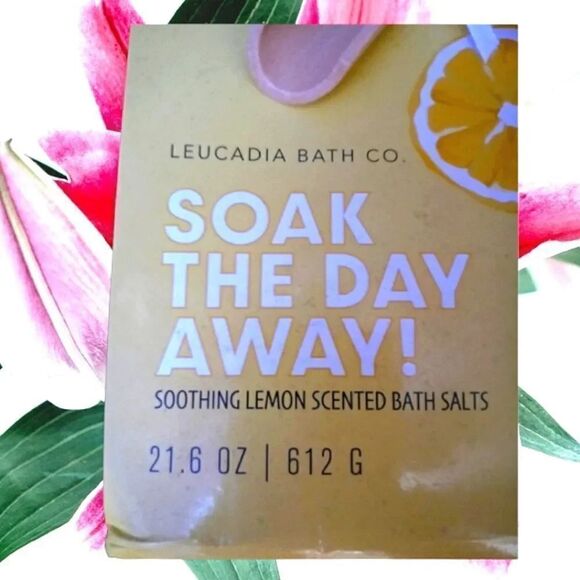 LEUCADIA BATH CO.
SOAK
THE DAY
AWAY!
SOOTHING LEMON SCENTED BATH SALTS
21.6 OZ | 612 G